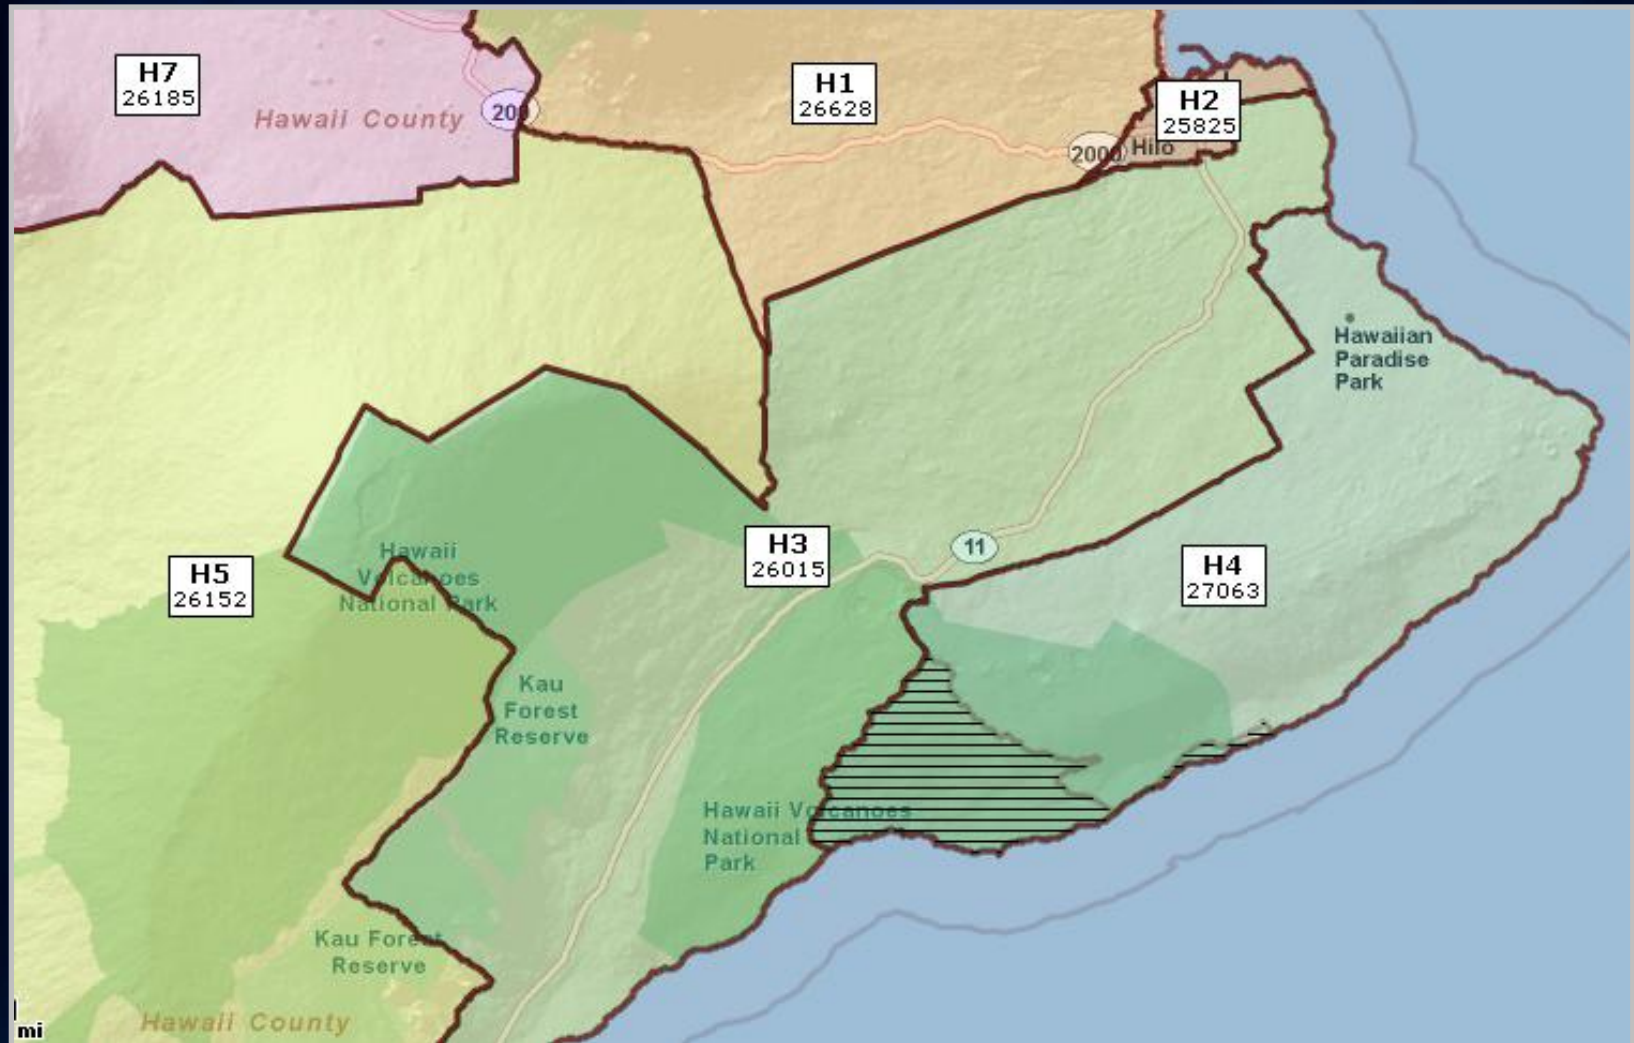 H7
26185
Hawaii County
200
H1
26628
H2
25825
2000
Hilo
Hawaiian
Paradise
Park
Hawaii
Volcanoes
National Park
H5
26152
H3
26015
11
H4
27063
Kau
Forest
Reserve
Hawaii Volcanoes
National
Park
Kau Forest
Reserve
Hawaii County
mi